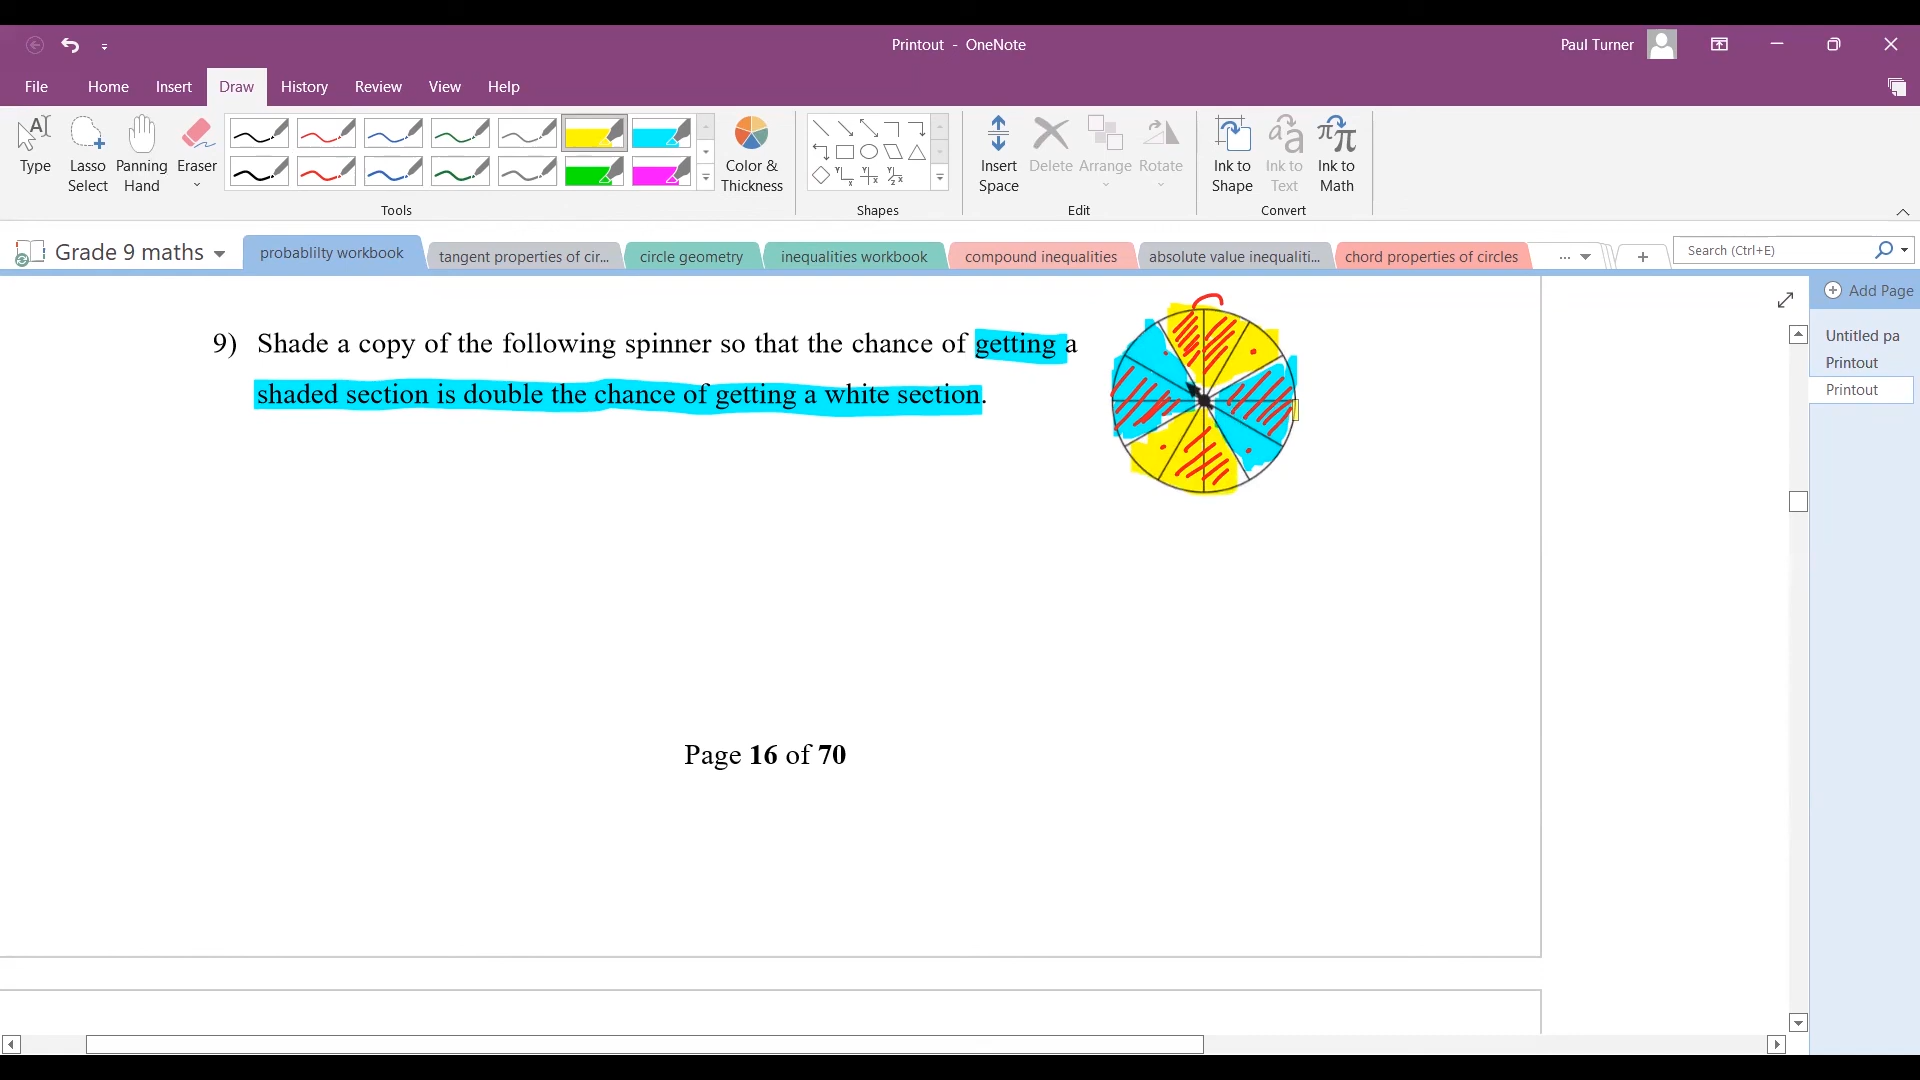 Printout - OneNote
Paul Turner
File Home Insert Draw History Review View Help
Type
Lasso Select
Panning Hand
Eraser
Color & Thickness
Insert Space
Delete
Arrange
Rotate
Ink to Shape
Ink to Text
Ink to Math
Tools
Shapes
Edit
Convert
Grade 9 maths
probablilty workbook
tangent properties of cir...
circle geometry
inequalities workbook
compound inequalities
absolute value inequaliti...
chord properties of circles
...
Search (Ctrl+E)
Add Page
Untitled pa
Printout
Printout
9) Shade a copy of the following spinner so that the chance of getting a
shaded section is double the chance of getting a white section.
Page 16 of 70